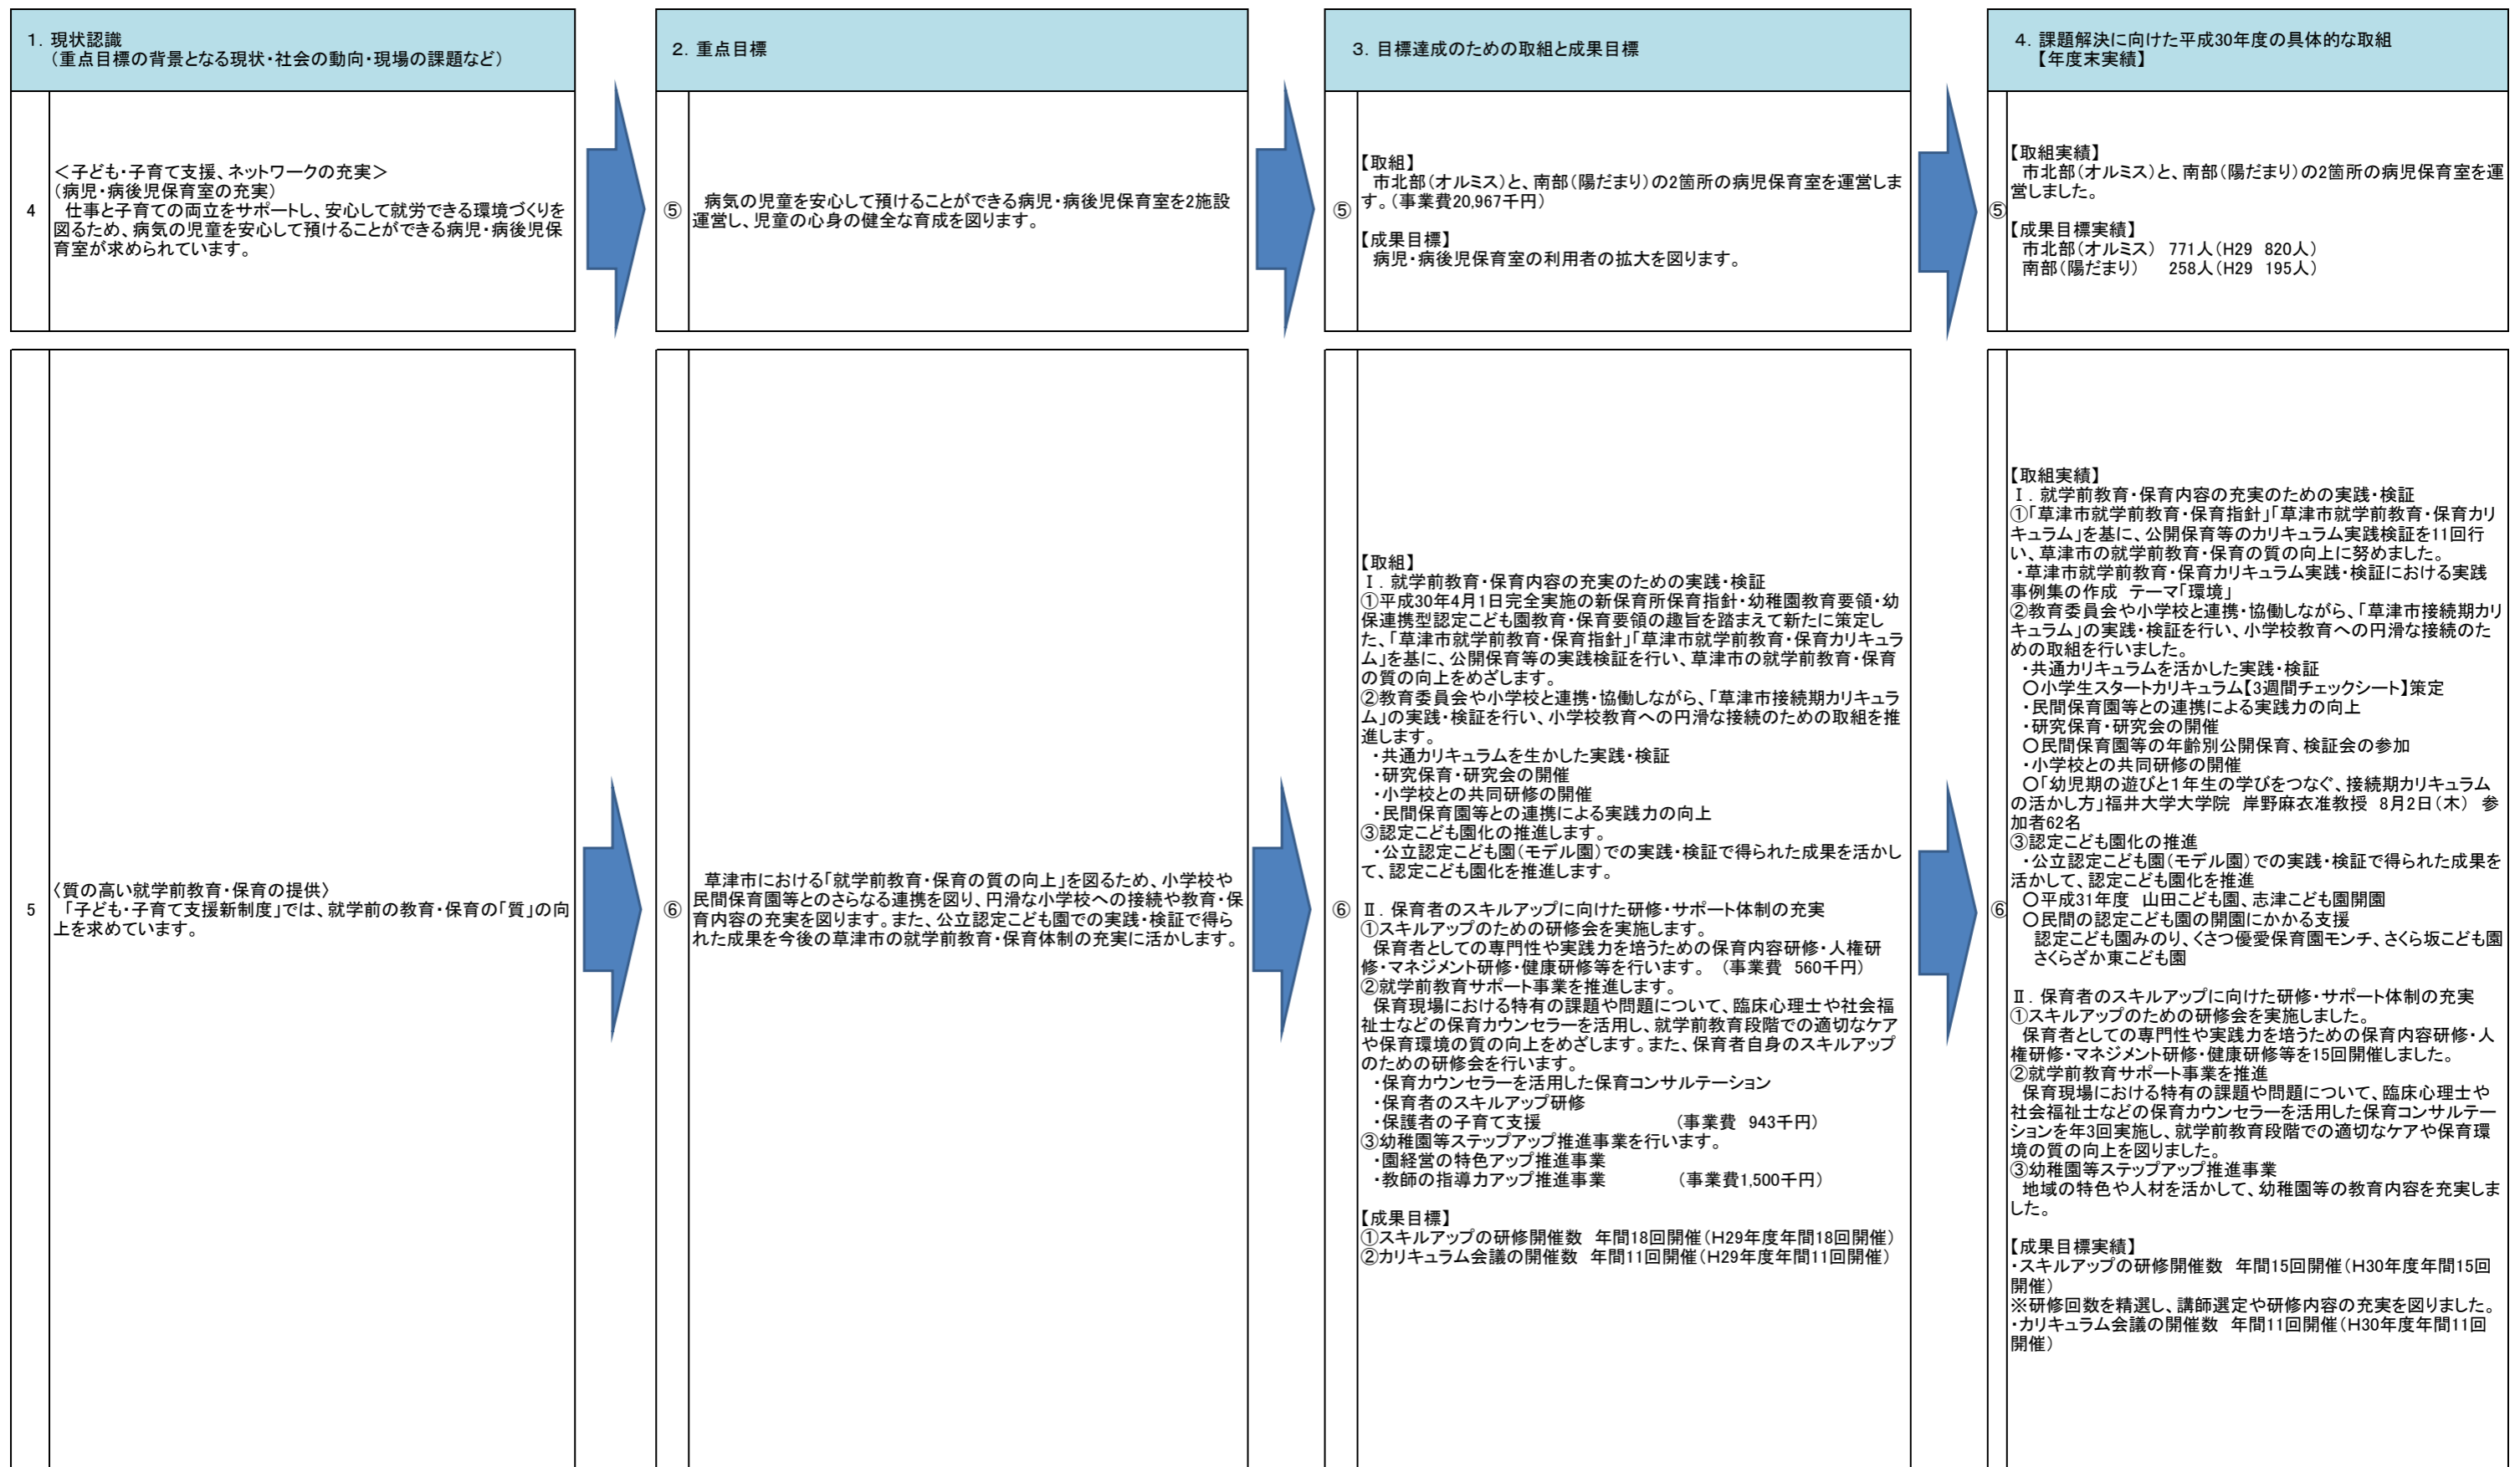 1．現状認識
（重点目標の背景となる現状・社会の動向・現場の課題など）
2．重点目標
3．目標達成のための取組と成果目標
4．課題解決に向けた平成30年度の具体的な取組
【年度末実績】
4
＜子ども・子育て支援、ネットワークの充実＞
（病児・病後児保育室の充実）
仕事と子育ての両立をサポートし、安心して就労できる環境づくりを
図るため、病気の児童を安心して預けることができる病児・病後児保
育室が求められています。
⑤
病気の児童を安心して預けることができる病児・病後児保育室を2施設
運営し、児童の心身の健全な育成を図ります。
⑤
【取組】
市北部（オルミス）と、南部（陽だまり）の2箇所の病児保育室を運営しま
す。（事業費20,967千円）
【成果目標】
病児・病後児保育室の利用者の拡大を図ります。
⑤
【取組実績】
市北部（オルミス）と、南部（陽だまり）の2箇所の病児保育室を運
営しました。
【成果目標実績】
市北部（オルミス） 771人（H29 820人）
南部（陽だまり） 258人（H29 195人）
5
〈質の高い就学前教育・保育の提供〉
「子ども・子育て支援新制度」では、就学前の教育・保育の「質」の向
上を求めています。
⑥
草津市における「就学前教育・保育の質の向上」を図るため、小学校や
民間保育園等とのさらなる連携を図り、円滑な小学校への接続や教育・保
育内容の充実を図ります。また、公立認定こども園での実践・検証で得ら
れた成果を今後の草津市の就学前教育・保育体制の充実に活かします。
⑥
【取組】
Ⅰ．就学前教育・保育内容の充実のための実践・検証
①平成30年4月1日完全実施の新保育所保育指針・幼稚園教育要領・幼
保連携型認定こども園教育・保育要領の趣旨を踏まえて新たに策定し
た、「草津市就学前教育・保育指針」「草津市就学前教育・保育カリキュラ
ム」を基に、公開保育等の実践検証を行い、草津市の就学前教育・保育
の質の向上をめざします。
②教育委員会や小学校と連携・協働しながら、「草津市接続期カリキュラ
ム」の実践・検証を行い、小学校教育への円滑な接続のための取組を推
進します。
・共通カリキュラムを生かした実践・検証
・研究保育・研究会の開催
・小学校との共同研修の開催
・民間保育園等との連携による実践力の向上
③認定こども園化の推進します。
・公立認定こども園（モデル園）での実践・検証で得られた成果を活かし
て、認定こども園化を推進します。
Ⅱ．保育者のスキルアップに向けた研修・サポート体制の充実
①スキルアップのための研修会を実施します。
保育者としての専門性や実践力を培うための保育内容研修・人権研
修・マネジメント研修・健康研修等を行います。（事業費 560千円）
②就学前教育サポート事業を推進します。
保育現場における特有の課題や問題について、臨床心理士や社会福
祉士などの保育カウンセラーを活用し、就学前教育段階での適切なケア
や保育環境の質の向上をめざします。また、保育者自身のスキルアップ
のための研修会を行います。
・保育カウンセラーを活用した保育コンサルテーション
・保育者のスキルアップ研修
・保護者の子育て支援 （事業費 943千円）
③幼稚園等ステップアップ推進事業を行います。
・園経営の特色アップ推進事業
・教師の指導力アップ推進事業 （事業費1,500千円）
【成果目標】
①スキルアップの研修開催数 年間18回開催（H29年度年間18回開催）
②カリキュラム会議の開催数 年間11回開催（H29年度年間11回開催）
⑥
【取組実績】
Ⅰ．就学前教育・保育内容の充実のための実践・検証
①「草津市就学前教育・保育指針」「草津市就学前教育・保育カリ
キュラム」を基に、公開保育等のカリキュラム実践検証を11回行
い、草津市の就学前教育・保育の質の向上に努めました。
・草津市就学前教育・保育カリキュラム実践・検証における実践
事例集の作成 テーマ「環境」
②教育委員会や小学校と連携・協働しながら、「草津市接続期カリ
キュラム」の実践・検証を行い、小学校教育への円滑な接続のた
めの取組を行いました。
・共通カリキュラムを活かした実践・検証
〇小学生スタートカリキュラム【3週間チェックシート】策定
・民間保育園等との連携による実践力の向上
・研究保育・研究会の開催
〇民間保育園等の年齢別公開保育、検証会の参加
・小学校との共同研修の開催
〇「幼児期の遊びと1年生の学びをつなぐ、接続期カリキュラム
の活かし方」福井大学大学院 岸野麻衣准教授 8月2日（木） 参
加者62名
③認定こども園化の推進
・公立認定こども園（モデル園）での実践・検証で得られた成果を
活かして、認定こども園化を推進
〇平成31年度 山田こども園、志津こども園開園
〇民間の認定こども園の開園にかかる支援
認定こども園みのり、くさつ優愛保育園モンチ、さくら坂こども園
さくらざか東こども園
Ⅱ．保育者のスキルアップに向けた研修・サポート体制の充実
①スキルアップのための研修会を実施しました。
保育者としての専門性や実践力を培うための保育内容研修・人
権研修・マネジメント研修・健康研修等を15回開催しました。
②就学前教育サポート事業を推進
保育現場における特有の課題や問題について、臨床心理士や
社会福祉士などの保育カウンセラーを活用した保育コンサルテー
ションを年3回実施し、就学前教育段階での適切なケアや保育環
境の質の向上を図りました。
③幼稚園等ステップアップ推進事業
地域の特色や人材を活かして、幼稚園等の教育内容を充実しま
した。
【成果目標実績】
・スキルアップの研修開催数 年間15回開催（H30年度年間15回
開催）
※研修回数を精選し、講師選定や研修内容の充実を図りました。
・カリキュラム会議の開催数 年間11回開催（H30年度年間11回
開催）